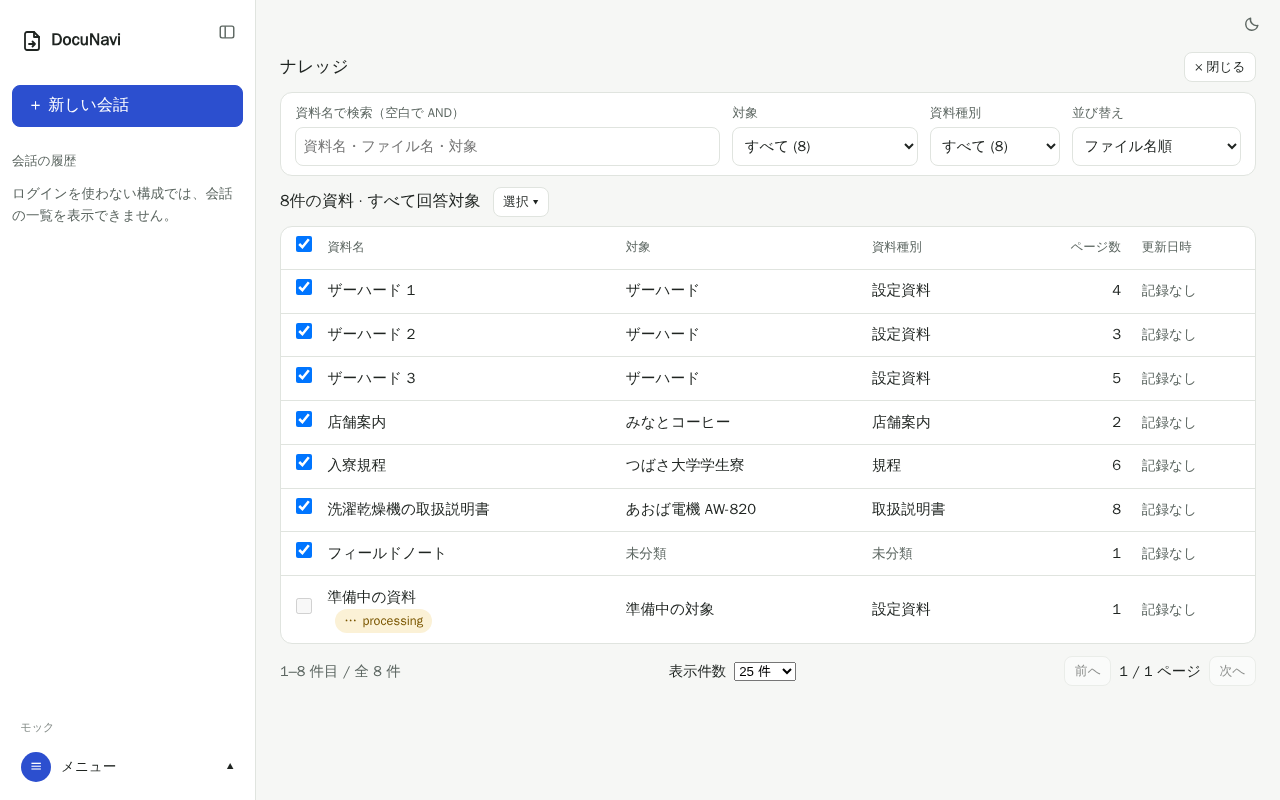 DocuNavi
＋ 新しい会話
会話の履歴
ログインを使わない構成では、会話
の一覧を表示できません。
モック
メニュー ▲
ナレッジ
× 閉じる
資料名で検索（空白で AND） 対象 資料種別 並び替え
資料名・ファイル名・対象 すべて (8) すべて (8) ファイル名順
8件の資料 · すべて回答対象 選択 ▾
資料名 対象 資料種別 ページ数 更新日時
ザーハード 1 ザーハード 設定資料 4 記録なし
ザーハード 2 ザーハード 設定資料 3 記録なし
ザーハード 3 ザーハード 設定資料 5 記録なし
店舗案内 みなとコーヒー 店舗案内 2 記録なし
入寮規程 つばさ大学学生寮 規程 6 記録なし
洗濯乾燥機の取扱説明書 あおば電機 AW-820 取扱説明書 8 記録なし
フィールドノート 未分類 未分類 1 記録なし
準備中の資料 準備中の対象 設定資料 1 記録なし
··· processing
1–8 件目 / 全 8 件 表示件数 25 件 前へ 1 / 1 ページ 次へ